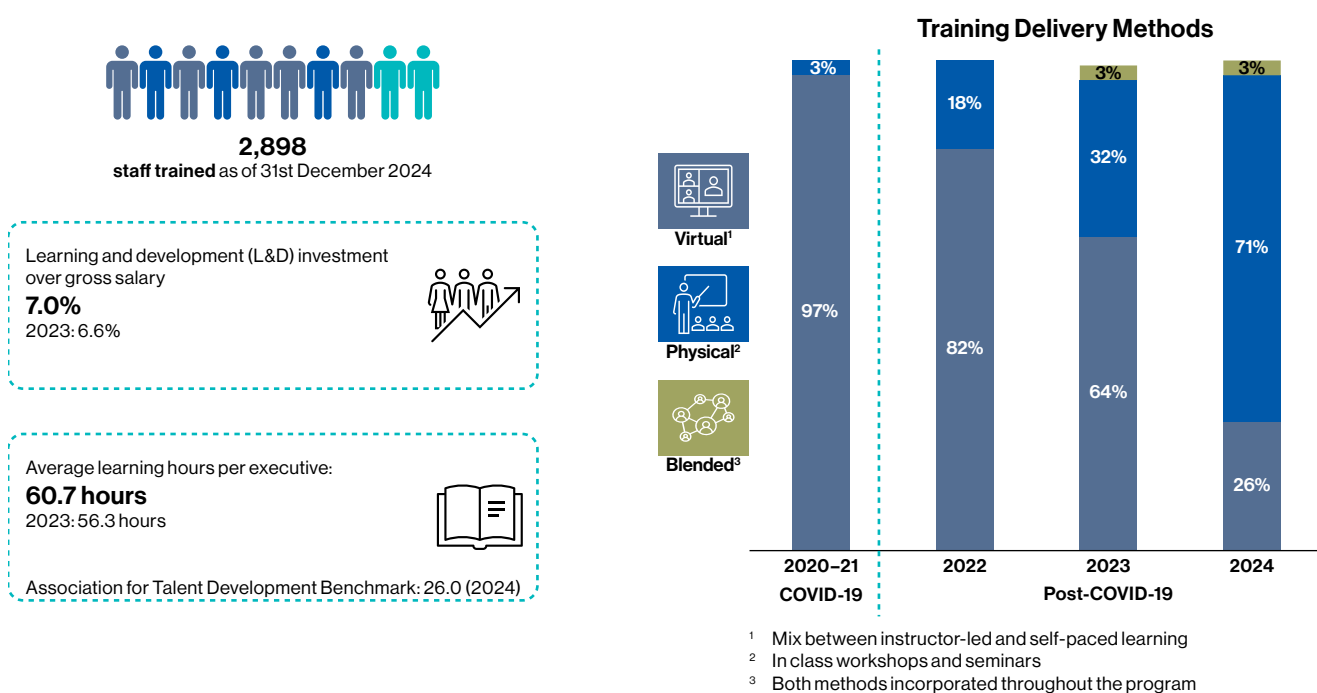 2,898
staff trained as of 31st December 2024
Learning and development (L&D) investment
over gross salary
7.0%
2023: 6.6%
Average learning hours per executive:
60.7 hours
2023: 56.3 hours
Association for Talent Development Benchmark: 26.0 (2024)
Training Delivery Methods
Virtual¹
Physical²
Blended³
3%
97%
18%
82%
3%
32%
64%
3%
71%
26%
2020–21
2022
2023
2024
COVID-19
Post-COVID-19
¹ Mix between instructor-led and self-paced learning
² In class workshops and seminars
³ Both methods incorporated throughout the program